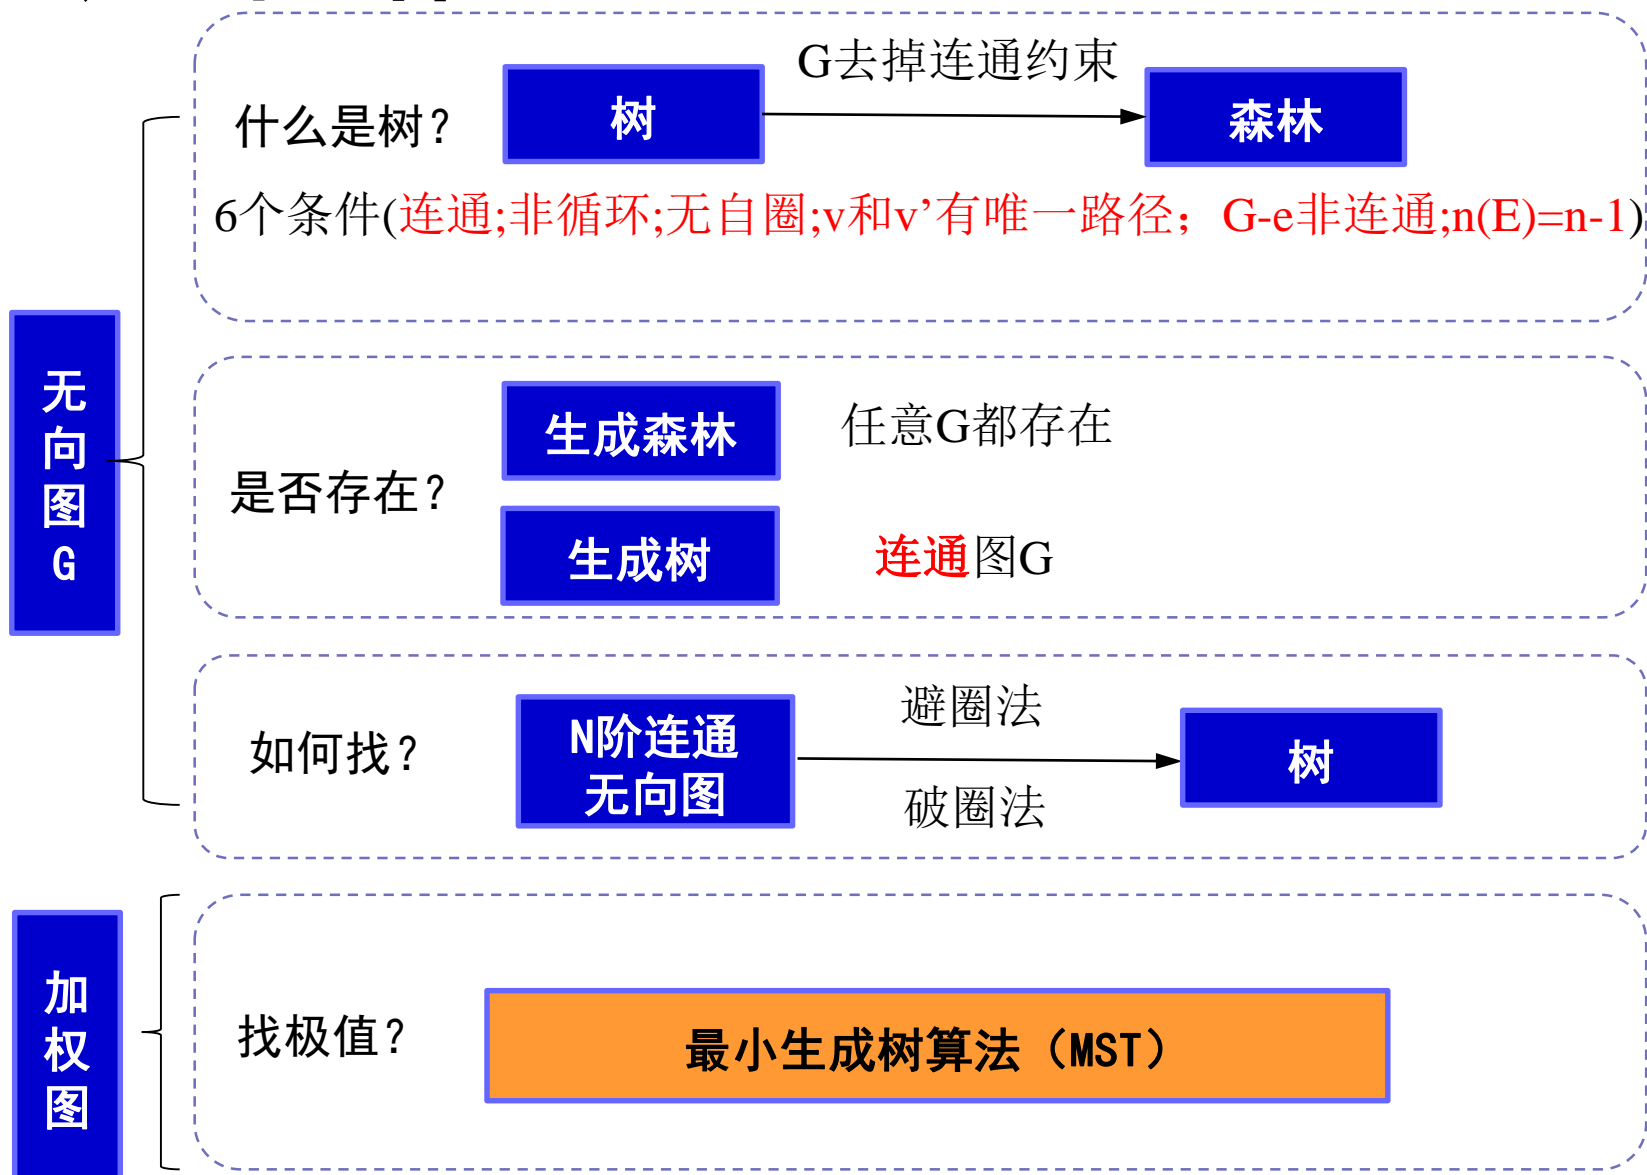 G去掉连通约束
什么是树?
树
森林
6个条件(连通;非循环;无自圈;v和v’有唯一路径；G-e非连通;n(E)=n-1)
无向图G
生成森林
任意G都存在
是否存在?
生成树
连通图G
如何找?
N阶连通
无向图
避圈法
破圈法
树
加权图
找极值?
最小生成树算法（MST）